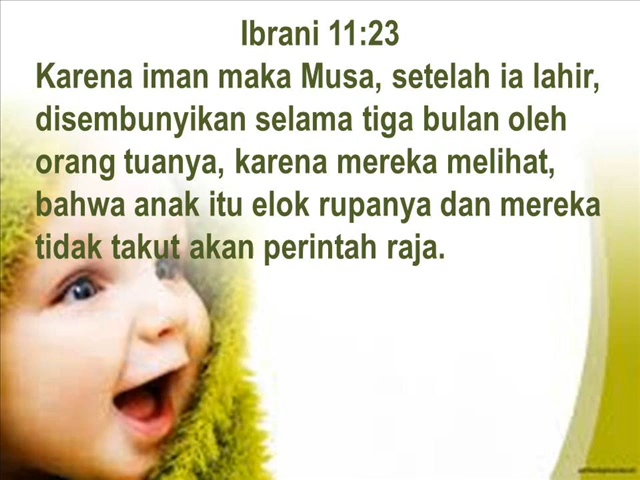 Ibrani 11:23
Karena iman maka Musa, setelah ia lahir,
disembunyikan selama tiga bulan oleh
orang tuanya, karena mereka melihat,
bahwa anak itu elok rupanya dan mereka
tidak takut akan perintah raja.